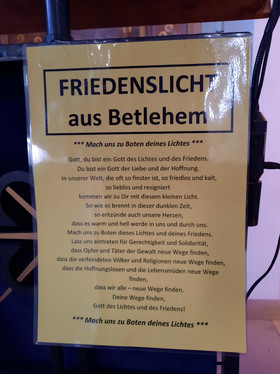 FRIEDENSLICHT
aus Betlehem
*** Mach uns zu Boten deines Lichtes ***
Gott, du bist ein Gott des Lichtes und des Friedens.
Du bist ein Gott der Liebe und der Hoffnung.
In unserer Welt, die oft so finster ist, so friedlos und kalt,
so lieblos und resigniert
kommen wir zu Dir mit diesem kleinen Licht.
So wie es brennt in dieser dunklen Zeit,
so entzünde auch unsere Herzen,
dass es warm und hell werde in uns und durch uns.
Mach uns zu Boten dieses Lichtes und deines Friedens.
Lass uns eintreten für Gerechtigkeit und Solidarität,
dass Opfer und Täter der Gewalt neue Wege finden,
dass die verfeindeten Völker und Religionen neue Wege finden,
dass die Hoffnungslosen und die Lebensmüden neue Wege
finden,
dass wir alle – neue Wege finden.
Deine Wege finden,
Gott des Lichtes und des Friedens!
*** Mach uns zu Boten deines Lichtes ***